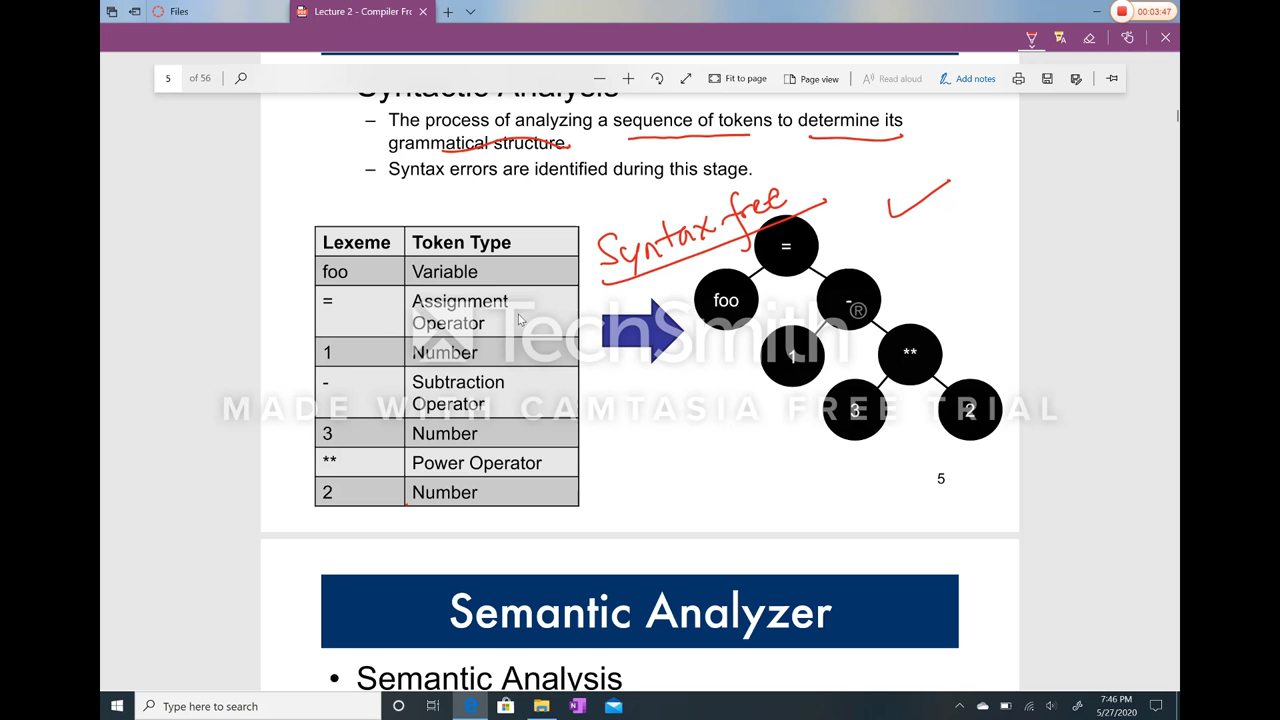 Files
Lecture 2 - Compiler Fro
00:03:47
5 of 56
Fit to page
Page view
Read aloud
Add notes
Syntactic Analysis
– The process of analyzing a sequence of tokens to determine its
grammatical structure.
– Syntax errors are identified during this stage.
Syntax free
Lexeme Token Type
foo Variable
= Assignment
Operator
1 Number
- Subtraction
Operator
3 Number
** Power Operator
2 Number
=
foo
-
1
**
3
2
TechSmith®
MADE WITH CAMTASIA FREE TRIAL
5
Semantic Analyzer
• Semantic Analysis
Type here to search
7:46 PM
5/27/2020